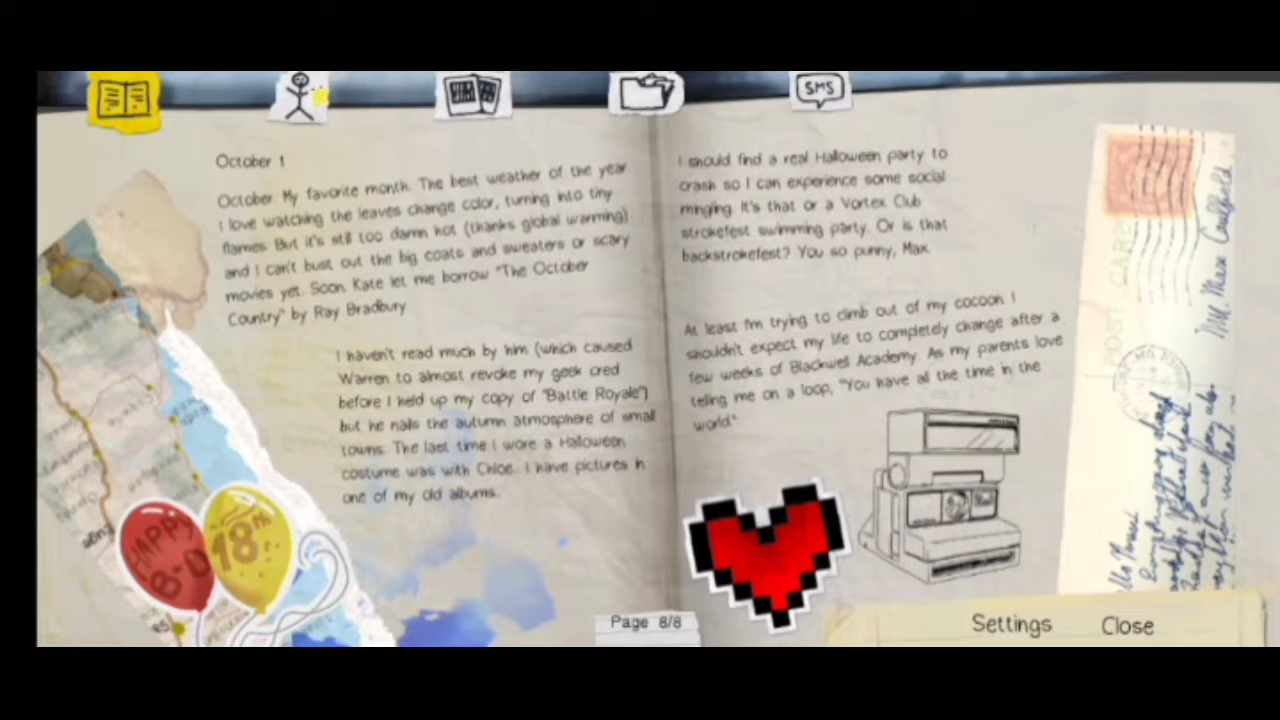 SMS
October 1
October. My favorite month. The best weather of the year.
I love watching the leaves change color, turning into tiny
flames. But it's still too damn hot (thanks global warming)
and I can't bust out the big coats and sweaters or scary
movies yet. Soon. Kate let me borrow "The October
Country" by Ray Bradbury
I haven't read much by him (which caused
Warren to almost revoke my geek cred
before I held up my copy of "Battle Royale")
but he nails the autumn atmosphere of small
towns. The last time I wore a Halloween
costume was with Chloe. I have pictures in
one of my old albums.
HAPPY
B-D
18th
I should find a real Halloween party to
crash so I can experience some social
mingling. It's that or a Vortex Club
strokefest swimming party. Or is that
backstrokefest? You so punny, Max.
At least I'm trying to climb out of my cocoon. I
shouldn't expect my life to completely change after a
few weeks of Blackwell Academy. As my parents love
teling me on a loop, "You have all the time in the
world."
POST CARD
Max Caulfield
Page 8/8
Settings
Close